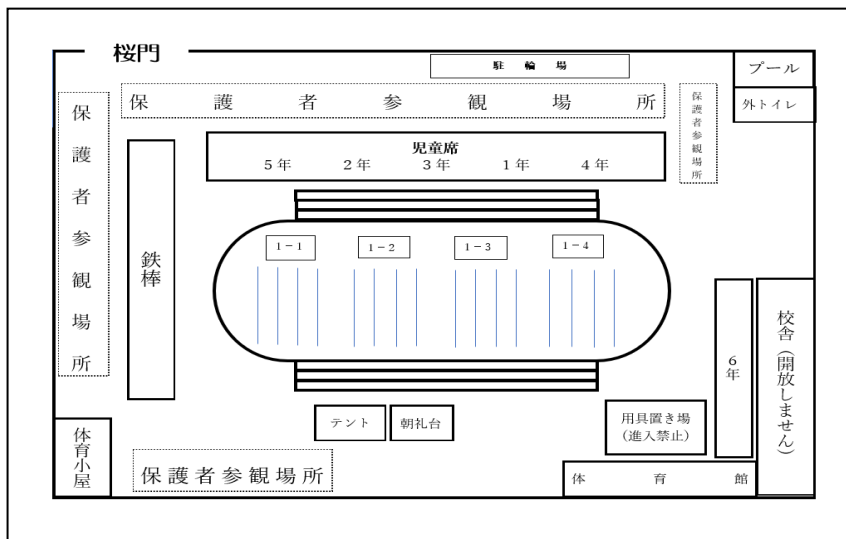 桜門
駐輪場
プール
保護者参観場所
保護者参観場所
保護者参観場所
外トイレ
児童席
5年 2年 3年 1年 4年
鉄棒
1－1 1－2 1－3 1－4
6年
校舎（開放しません）
テント
朝礼台
用具置き場
(進入禁止)
体育小屋
保護者参観場所
体育館